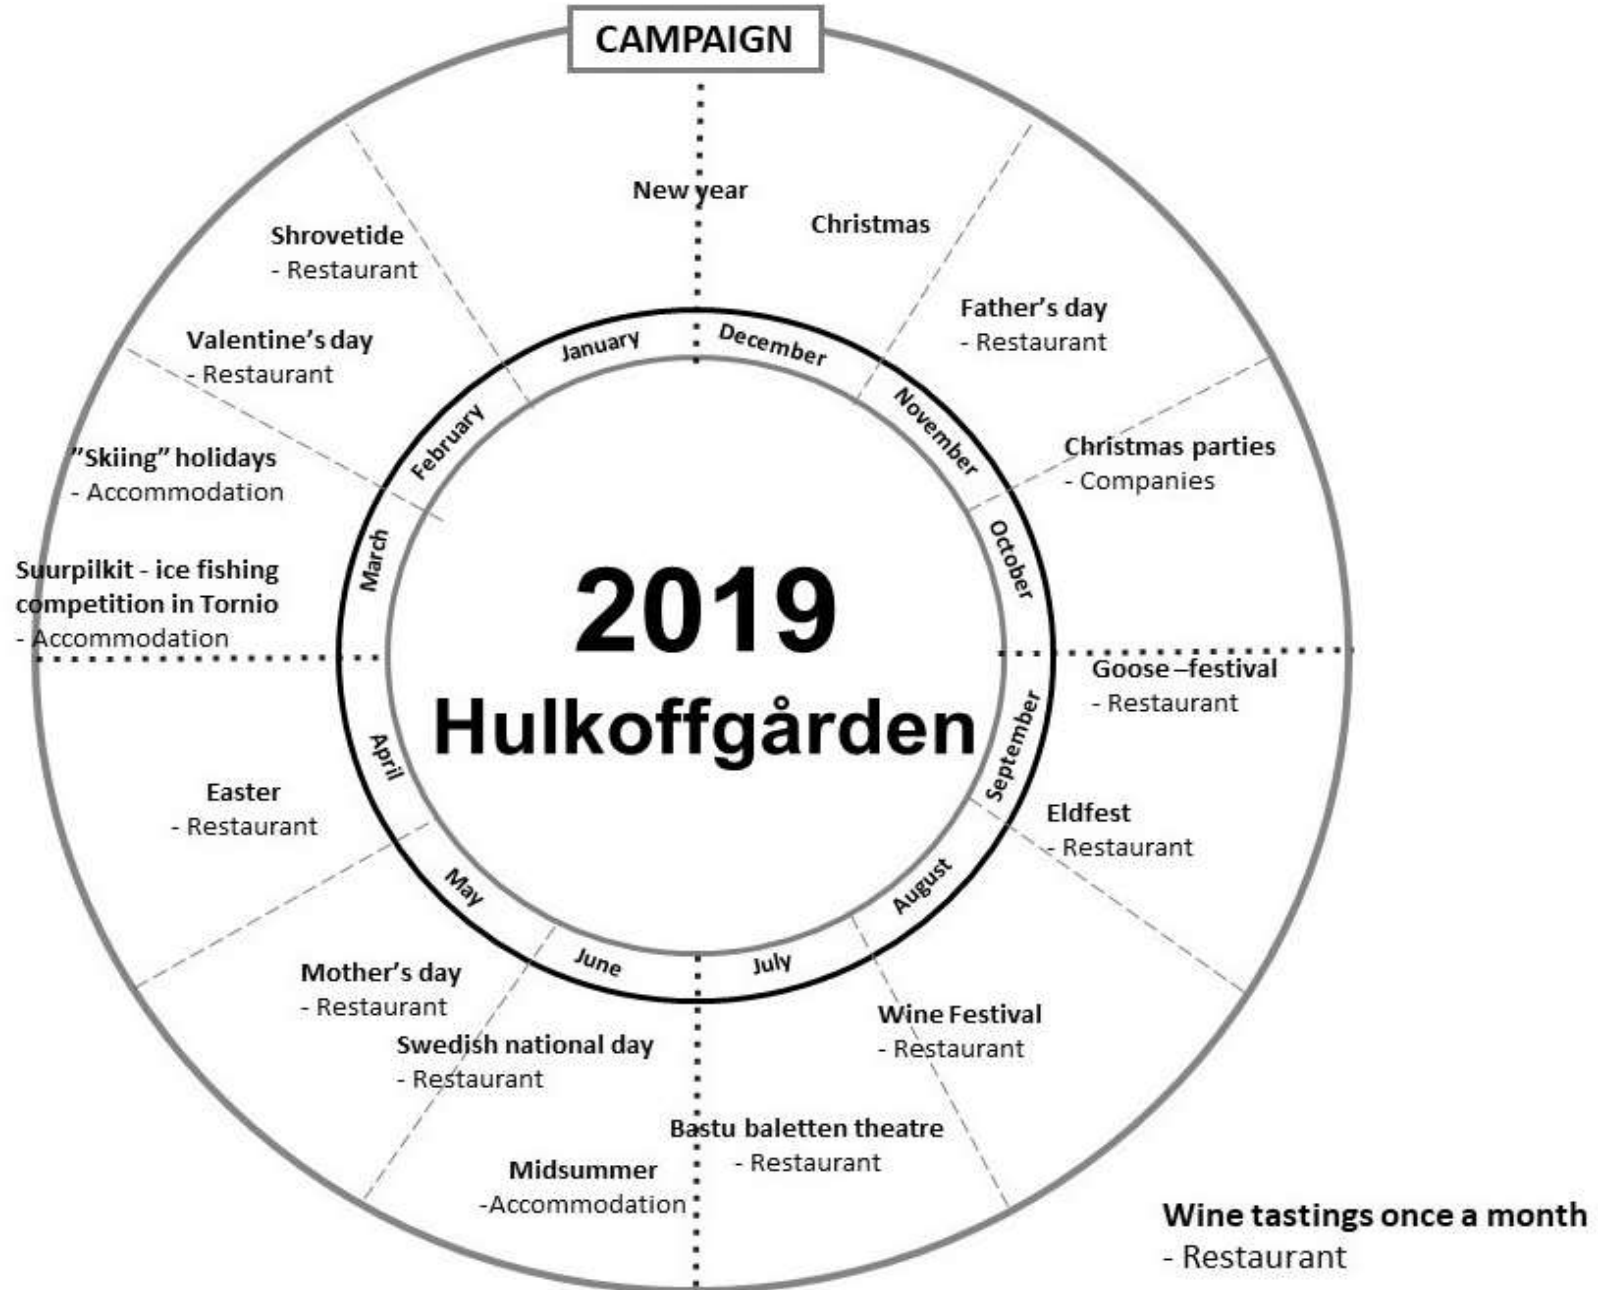 CAMPAIGN
New year
Christmas
Shrovetide
- Restaurant
Father’s day
- Restaurant
Valentine’s day
- Restaurant
January
December
February
November
”Skiing” holidays
- Accommodation
Christmas parties
- Companies
March
October
Suurpilkit - ice fishing
competition in Tornio
- Accommodation
2019
Hulkoffgården
Goose –festival
- Restaurant
April
September
Easter
- Restaurant
Eldfest
- Restaurant
May
August
June
July
Mother’s day
- Restaurant
Swedish national day
- Restaurant
Wine Festival
- Restaurant
Midsummer
-Accommodation
Bastu baletten theatre
- Restaurant
Wine tastings once a month
- Restaurant